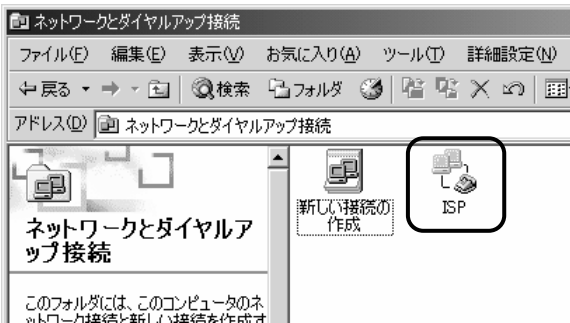 ネットワークとダイヤルアップ接続
ファイル(F) 編集(E) 表示(V) お気に入り(A) ツール(T) 詳細設定(N)
戻る 検索 フォルダ
アドレス(D) ネットワークとダイヤルアップ接続
ネットワークとダイヤルア
ップ接続
このフォルダには、このコンピュータのネ
ットワーク接続と新しい接続を作成す
新しい接続の
作成
ISP